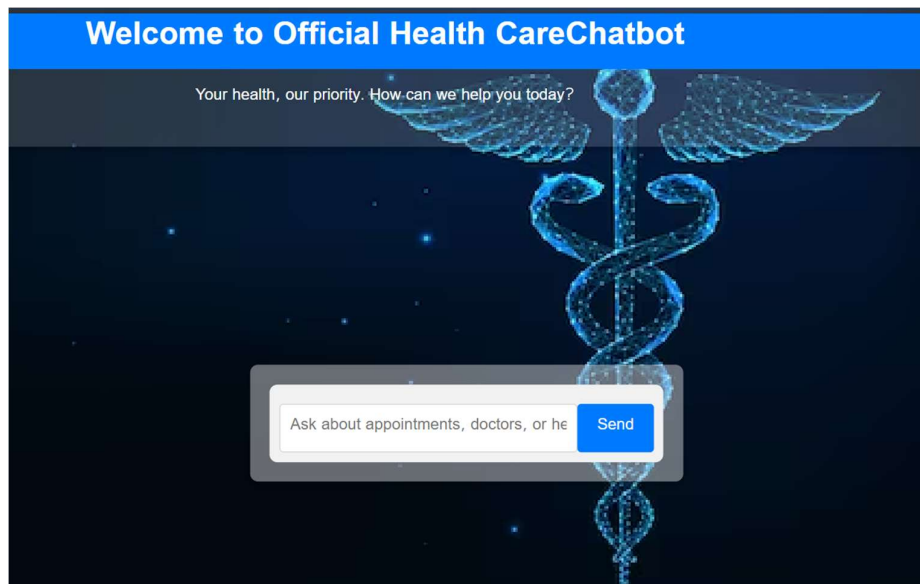 Welcome to Official Health CareChatbot
Your health, our priority. How can we help you today?
Ask about appointments, doctors, or he
Send